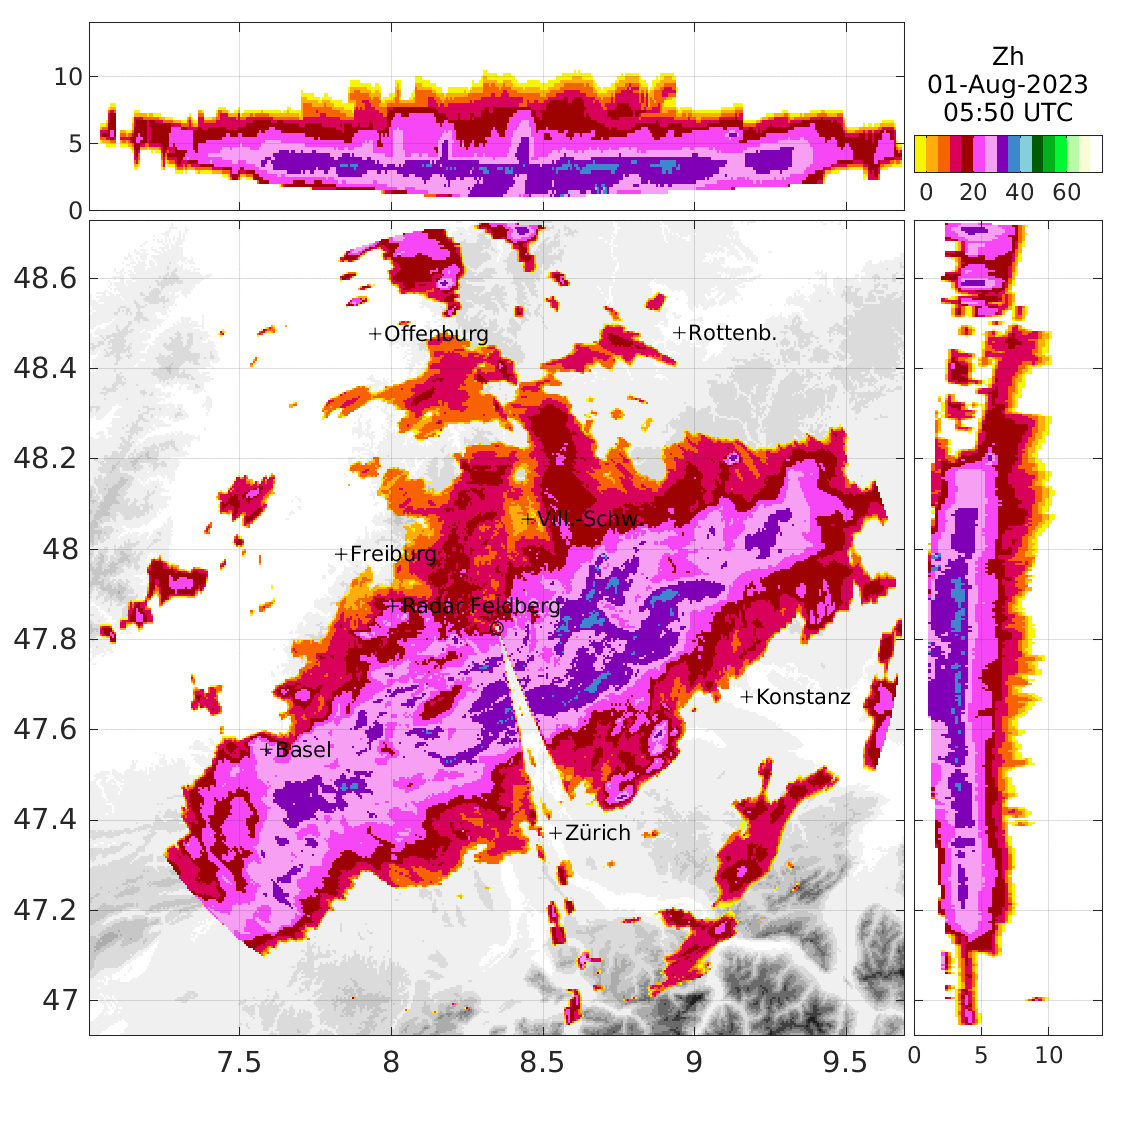 Zh
01-Aug-2023
05:50 UTC
0 20 40 60
10
5
0
48.6
48.4
48.2
48
47.8
47.6
47.4
47.2
47
+Offenburg
+Rottenb.
+Vill.-Schw.
+Freiburg
+Radar Feldberg
+Konstanz
+Basel
+Zürich
7.5 8 8.5 9 9.5
0 5 10